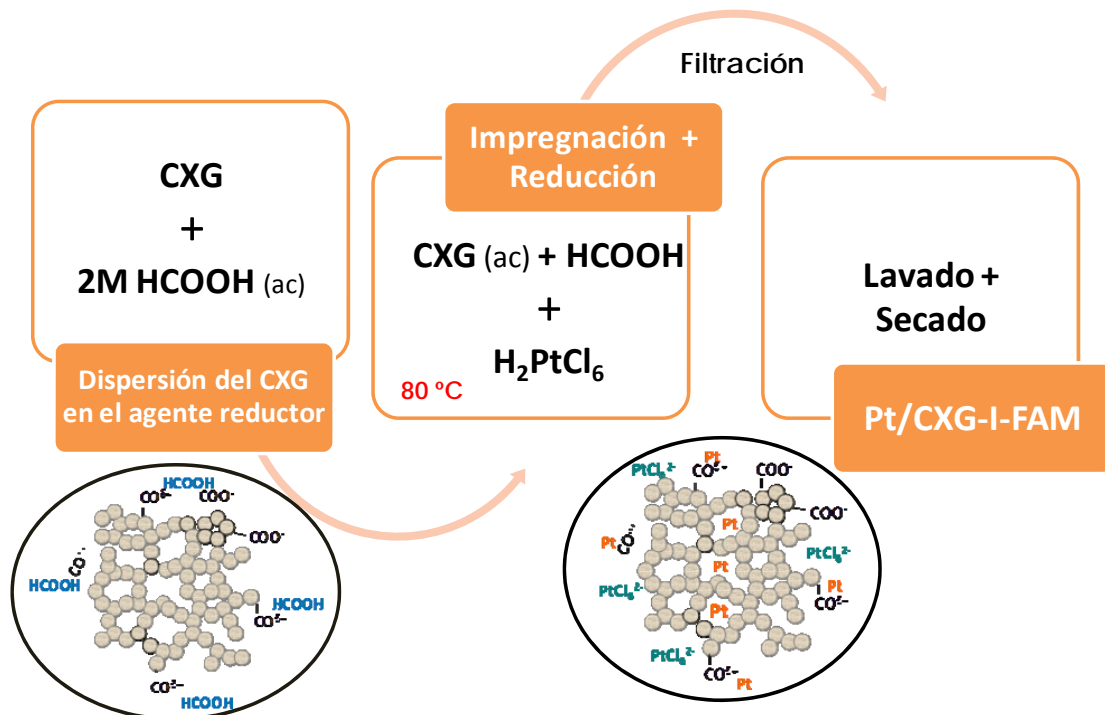 Filtración
CXG
+
2M HCOOH (ac)
Dispersión del CXG
en el agente reductor
Impregnación +
Reducción
CXG (ac) + HCOOH
+
H₂PtCl₆
80 ºC
Lavado +
Secado
Pt/CXG-I-FAM
HCOOH
CO²⁻
COO⁻
COO⁻
CO²⁻
HCOOH
HCOOH
CO²⁻
CO²⁻
HCOOH
Pt
PtCl₆²⁻
CO²⁻
COO⁻
COO⁻
Pt
Pt
CO²⁻
PtCl₆²⁻
Pt
PtCl₆²⁻
Pt
CO²⁻
Pt
PtCl₆²⁻
CO²⁻
Pt